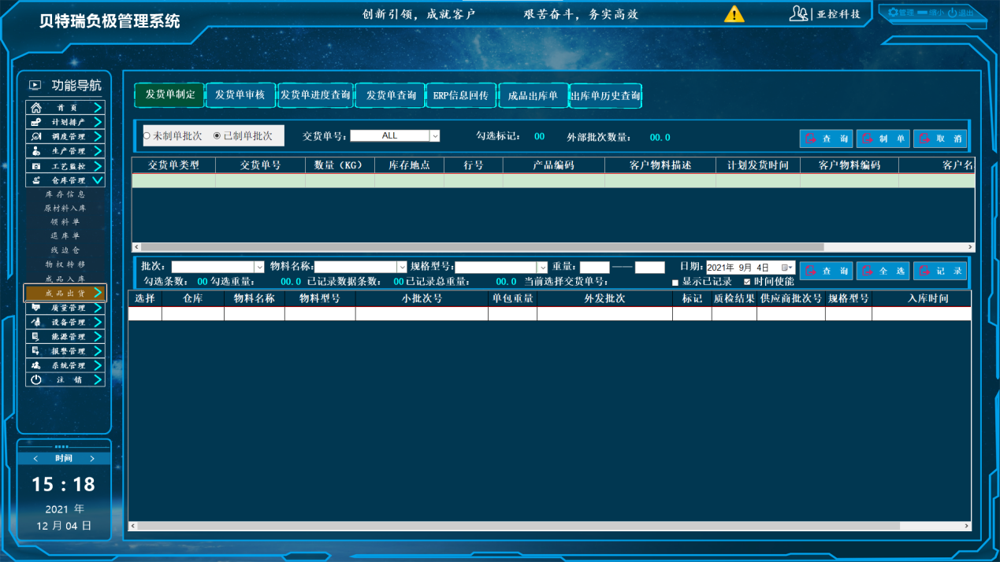 贝特瑞负极管理系统
创新引领，成就客户 艰苦奋斗，务实高效
亚控科技
管理 缩小 退出
功能导航
首 页
计划排产
调度管理
生产管理
工艺监控
仓库管理
库存信息
原材料入库
领料单
退库单
线边仓
物权转移
成品入库
成品出货
质量管理
设备管理
能源管理
报警管理
系统管理
注 销
< 时间 >
15 : 18
2021 年
12 月 04 日
发货单制定 发货单审核 发货单进度查询 发货单查询 ERP信息回传 成品出库单 出库单历史查询
未制单批次 已制单批次 交货单号: ALL 勾选标记: 00 外部批次数量: 00.0 查 询 制 单 取 消
交货单类型 交货单号 数量（KG） 库存地点 行号 产品编码 客户物料描述 计划发货时间 客户物料编码 客户名
批次: 物料名称: 规格型号: 重量: —— 日期: 2021年 9月 4日 查 询 全 选 记 录
勾选条数: 00 勾选重量: 00.0 已记录数据条数: 00 已记录总重量: 00.0 当前选择交货单号: 显示已记录 时间使能
选择 仓库 物料名称 物料型号 小批次号 单包重量 外发批次 标记 质检结果 供应商批次号 规格型号 入库时间